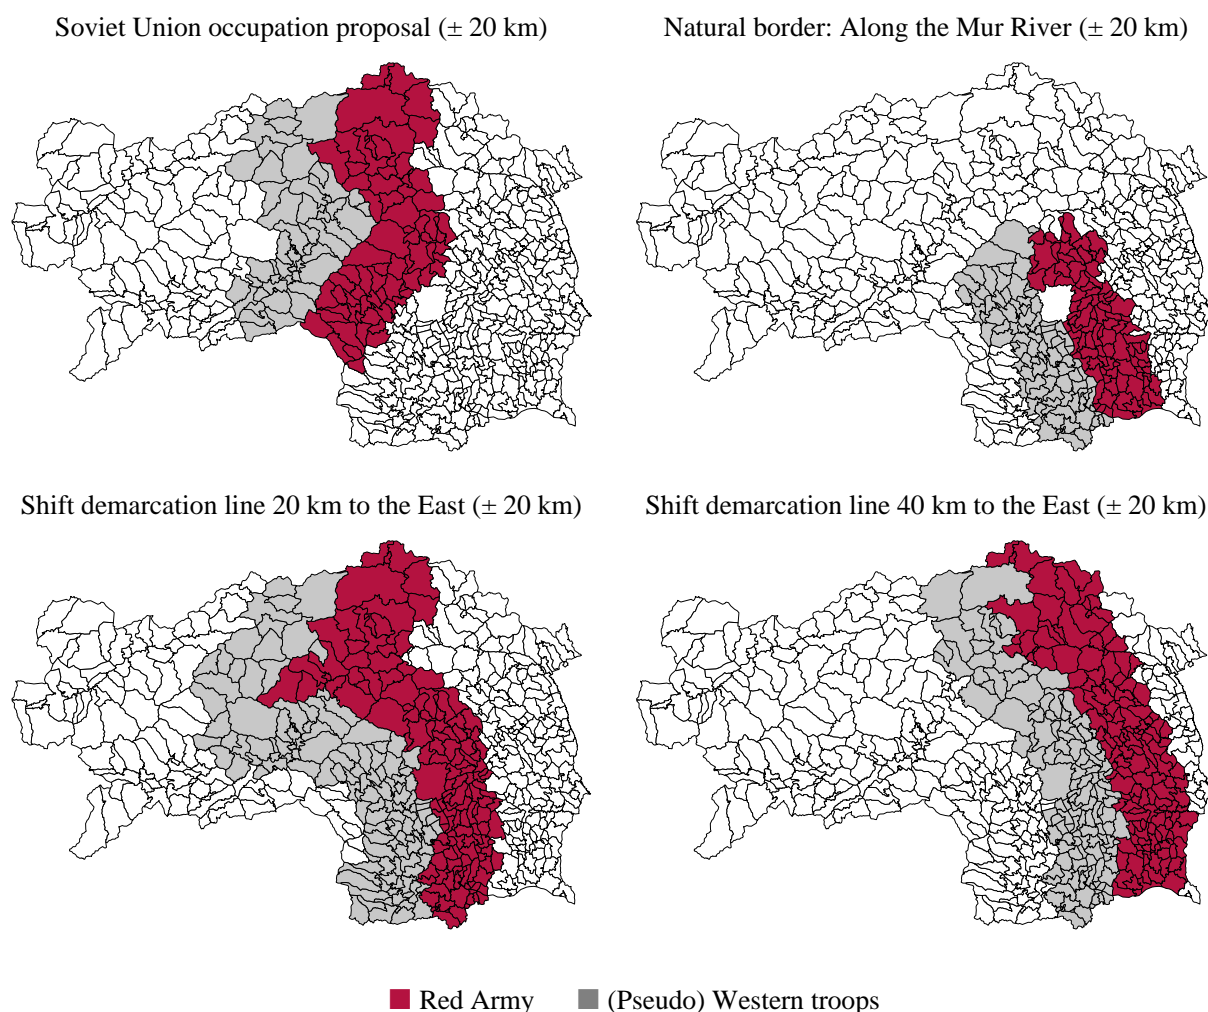 Soviet Union occupation proposal (± 20 km)
Natural border: Along the Mur River (± 20 km)
Shift demarcation line 20 km to the East (± 20 km)
Shift demarcation line 40 km to the East (± 20 km)
Red Army
(Pseudo) Western troops